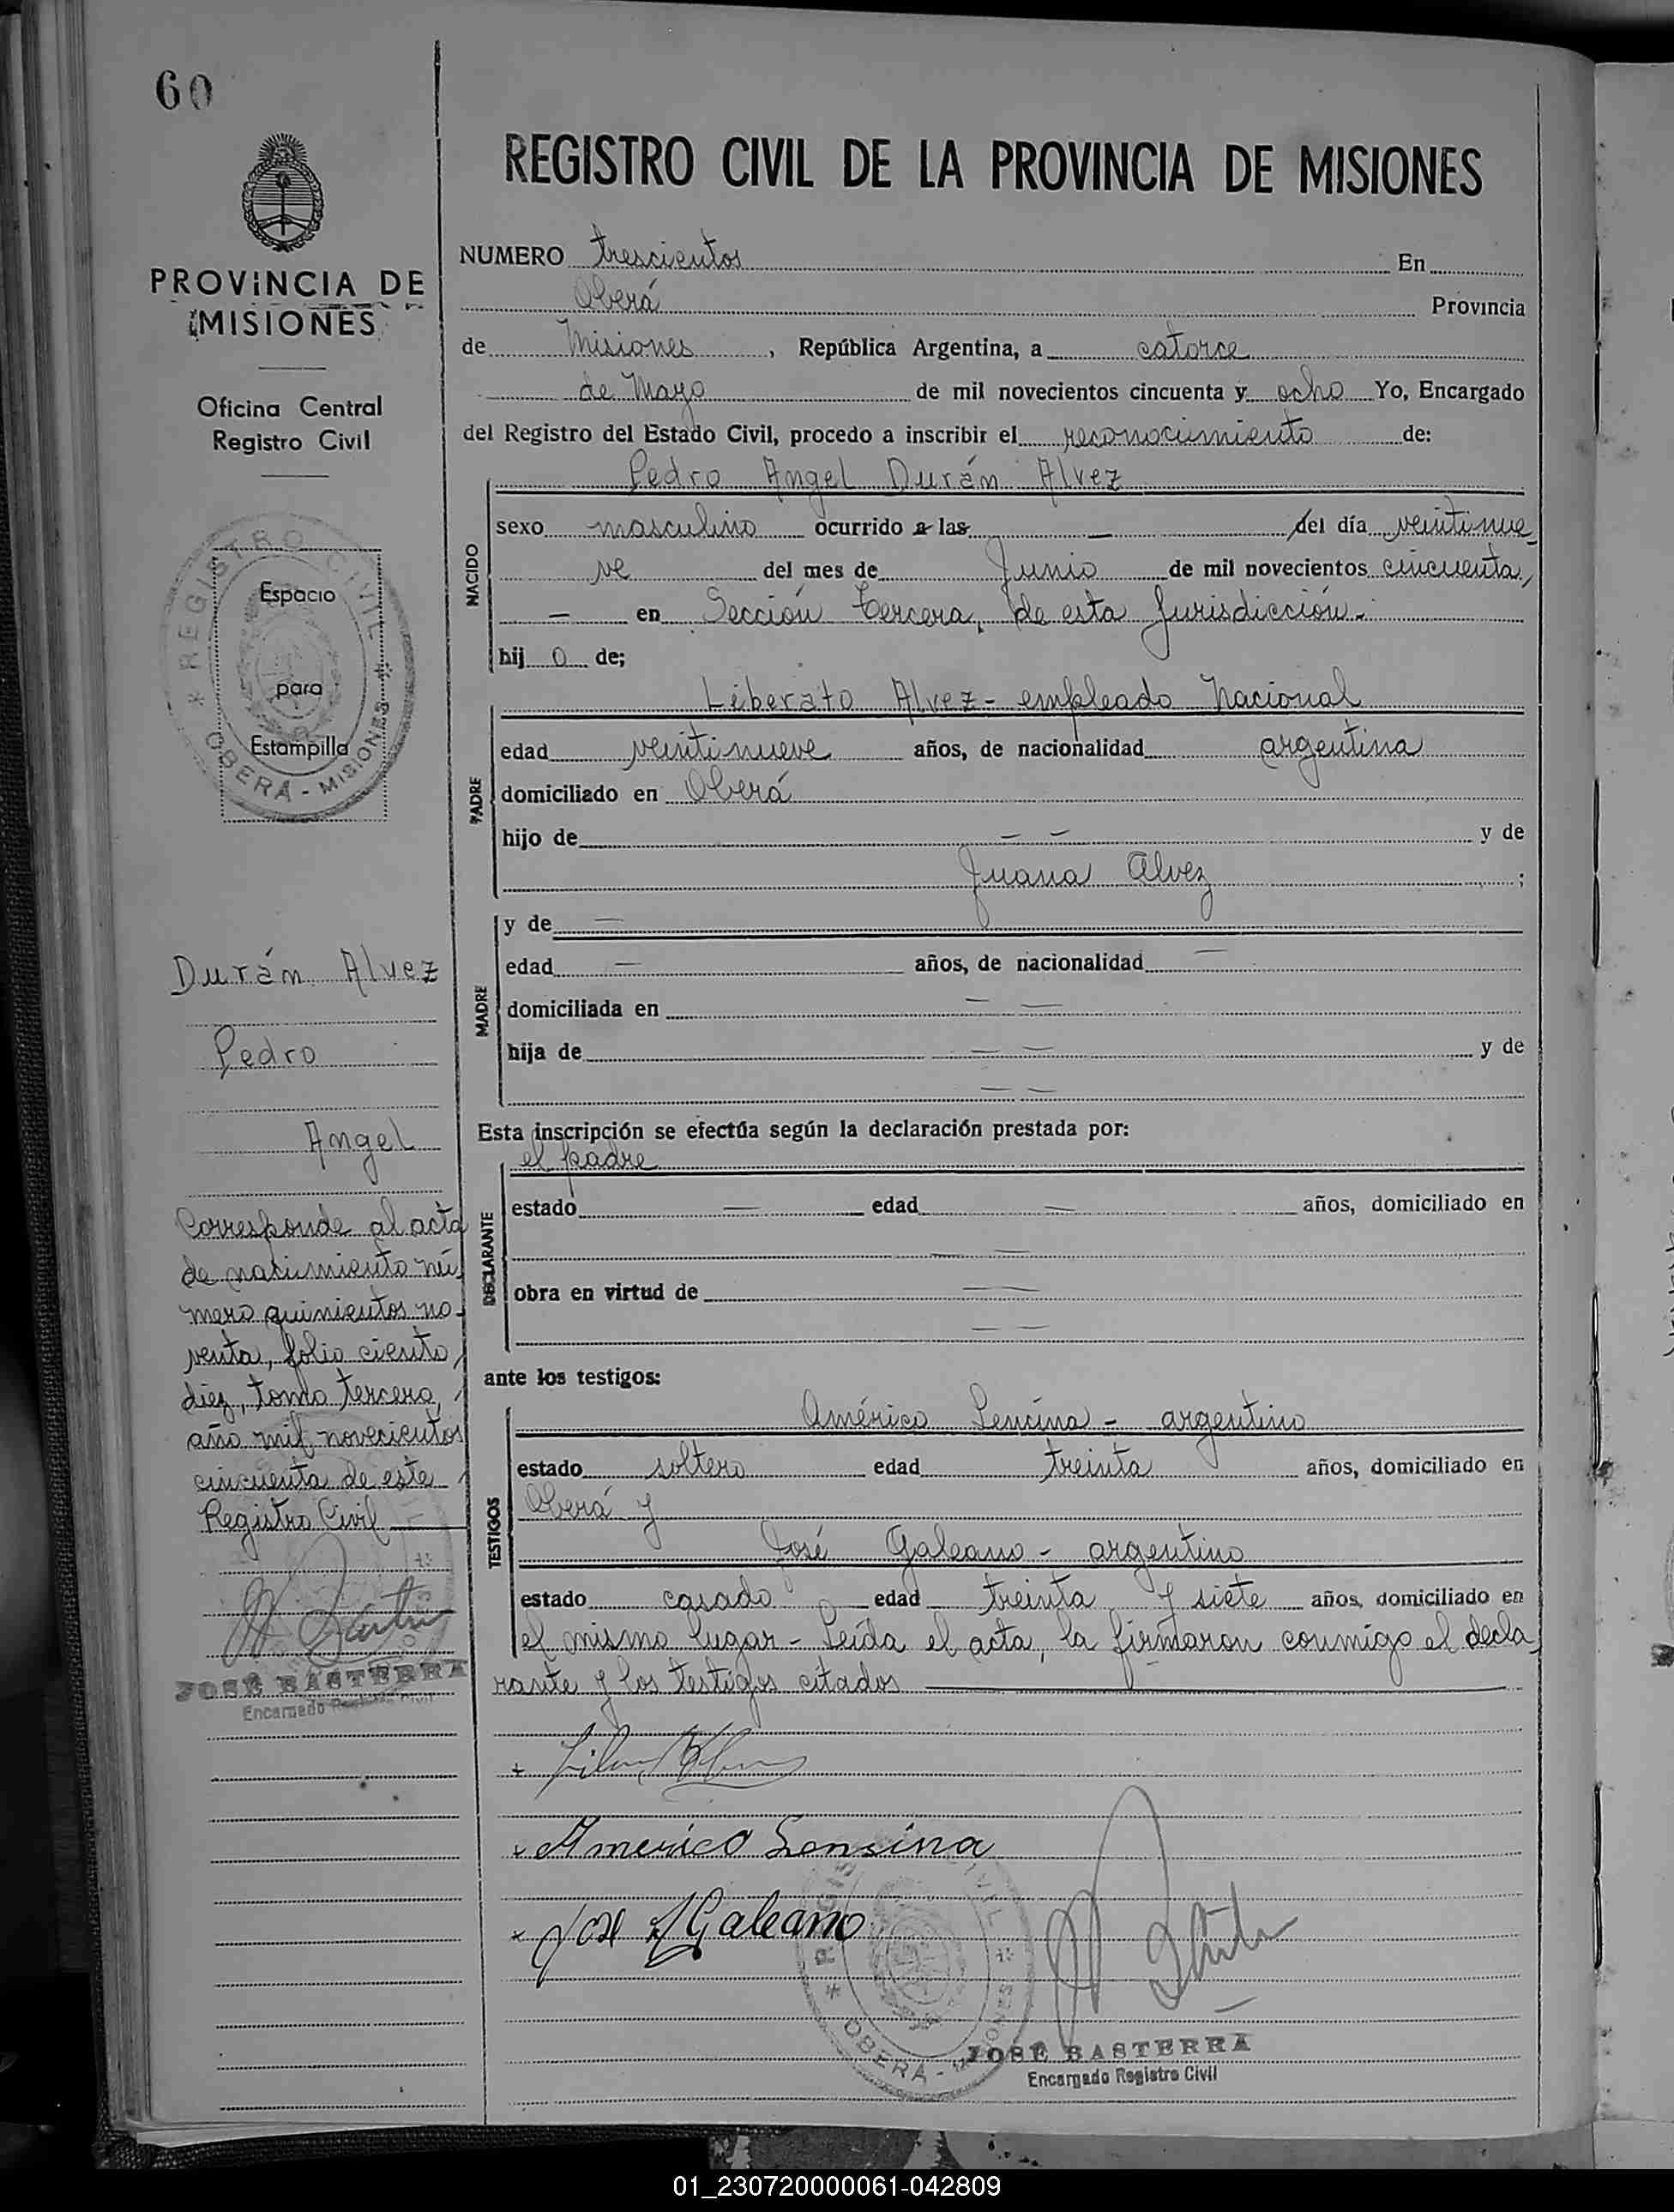 60
REGISTRO CIVIL DE LA PROVINCIA DE MISIONES
PROVINCIA DE
MISIONES
Oficina Central
Registro Civil
REGISTRO CIVIL
OBERÁ - MISIONES
Espacio
para
Estampilla
Durán Alvez
Pedro
Angel
Corresponde al acta
de nacimiento nú-
mero quinientos no-
venta, folio ciento
diez, tomo tercero,
año mil novecientos
cincuenta de este
Registro Civil
JOSÉ BASTERRA
Encargado Registro Civil
NUMERO trescientos En
Oberá Provincia
de Misiones, República Argentina, a catorce
de Mayo de mil novecientos cincuenta y ocho Yo, Encargado
del Registro del Estado Civil, procedo a inscribir el reconocimiento de:
Pedro Angel Durán Alvez
NACIDO
sexo masculino ocurrido a las — del día veintinue-
ve del mes de Junio de mil novecientos cincuenta,
— en Sección tercera, de esta Jurisdicción.-
hij o de;
Liberato Alvez - empleado Nacional
PADRE
edad veintinueve años, de nacionalidad argentina
domiciliado en Oberá
hijo de — — y de
Juana Alvez ;
MADRE
y de —
edad — años, de nacionalidad —
domiciliada en — —
hija de — — y de
— —
Esta inscripción se efectúa según la declaración prestada por:
el padre
DECLARANTE
estado — edad — años, domiciliado en
— —
obra en virtud de — —
— —
ante los testigos:
TESTIGOS
Américo Lencina - argentino
estado soltero edad treinta años, domiciliado en
Oberá y
José Galeano - argentino
estado casado edad treinta y siete años, domiciliado en
el mismo lugar - Leída el acta, la firmaron conmigo el decla-
rante y los testigos citados
Americo Lensina
Jose A Galeano
REGISTRO CIVIL
OBERÁ - MISIONES
JOSÉ BASTERRA
Encargado Registro Civil
01_230720000061-042809